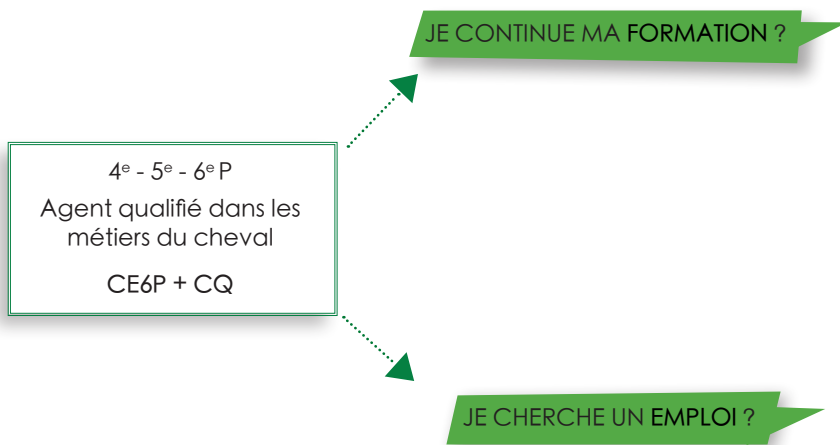 JE CONTINUE MA FORMATION ?
4e - 5e - 6e P
Agent qualifié dans les
métiers du cheval
CE6P + CQ
JE CHERCHE UN EMPLOI ?